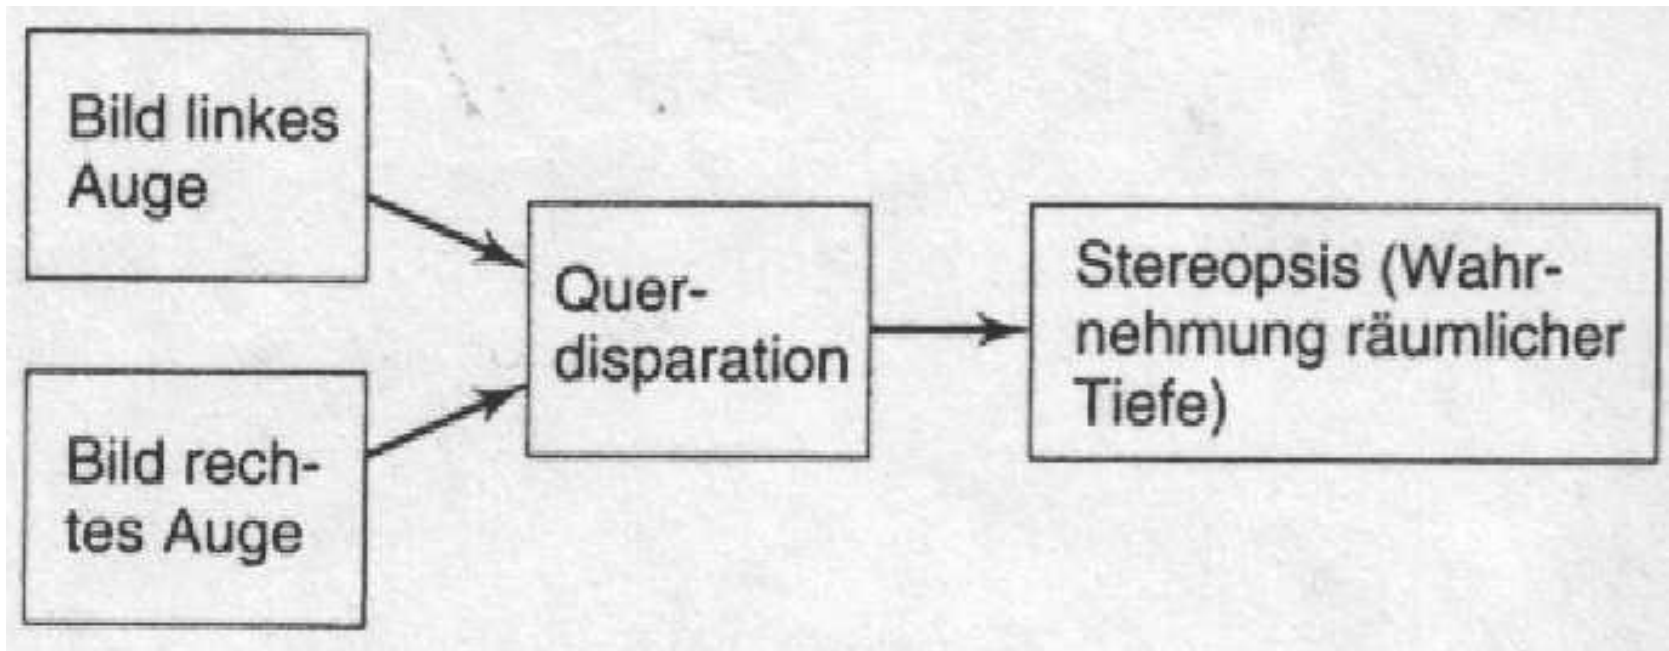 Bild linkes
Auge
Bild rech-
tes Auge
Quer-
disparation
Stereopsis (Wahr-
nehmung räumlicher
Tiefe)